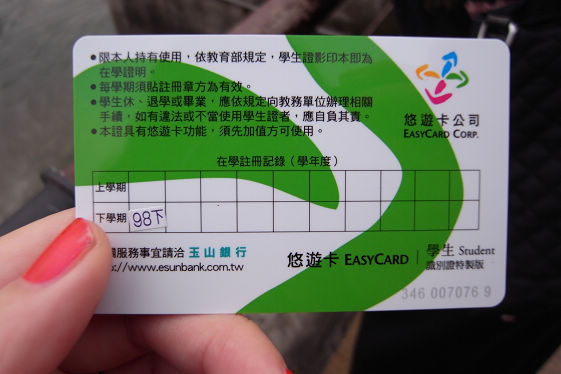 ●限本人持有使用，依教育部規定，學生證影印本即為
在學證明。
●每學期須貼註冊章方為有效。
●學生休、退學或畢業，應依規定向教務單位辦理相關
手續，如有違法或不當使用學生證者，應自負其責。
●本證具有悠遊卡功能，須先加值方可使用。
悠遊卡公司
EASYCARD CORP.
在學註冊記錄（學年度）
上學期
下學期 98下
服務事宜請洽 玉山銀行
://www.esunbank.com.tw
悠遊卡 EASYCARD
學生 Student
識別證特製版
346 007076 9